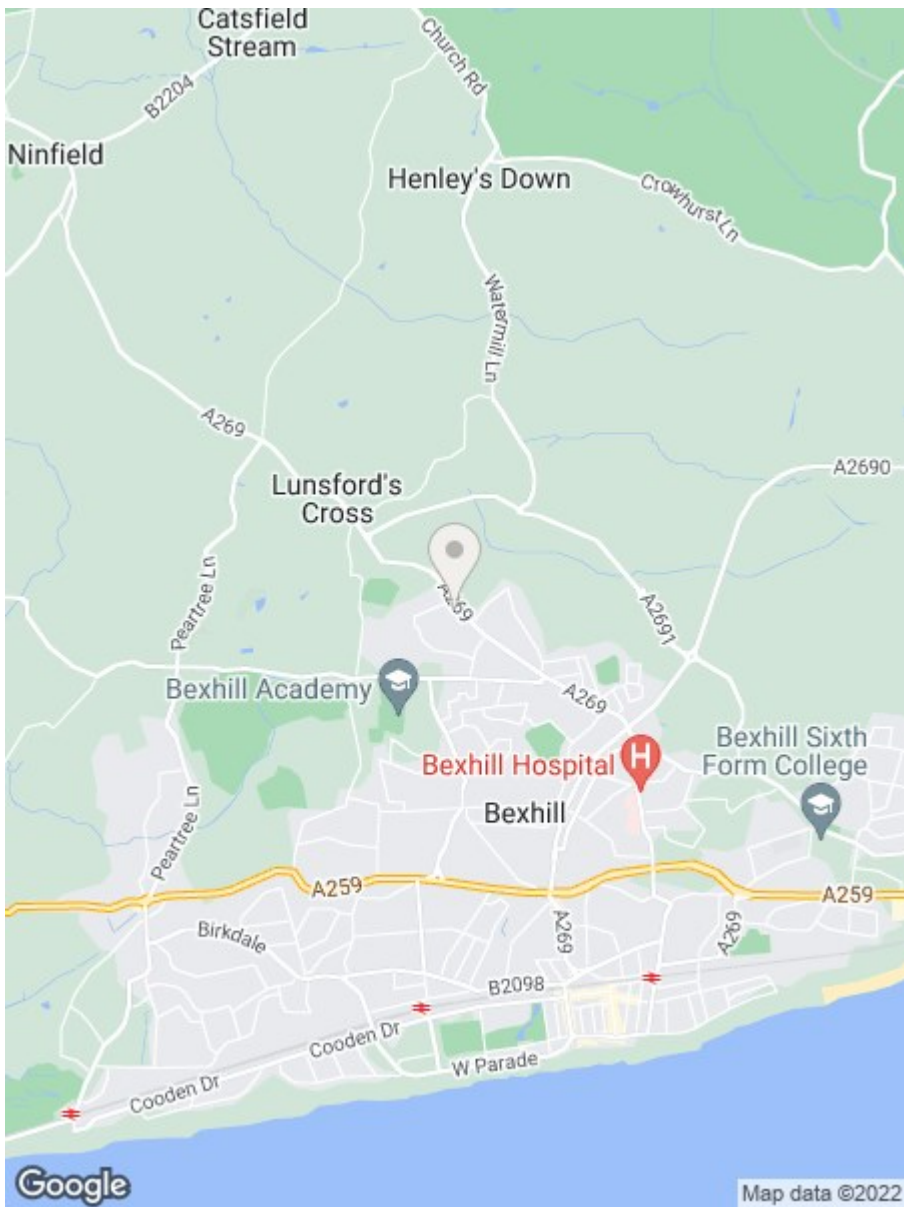 Catsfield
Stream
Church Rd
B2204
Ninfield
Henley's Down
Crowhurst Ln
Watermill Ln
A269
A2690
Lunsford's
Cross
A269
Peartree Ln
A2691
Bexhill Academy
A269
Bexhill Hospital
H
Bexhill Sixth
Form College
Bexhill
Peartree Ln
A259
A259
Birkdale
A269
A269
B2098
Cooden Dr
W Parade
Cooden Dr
Google
Map data ©2022